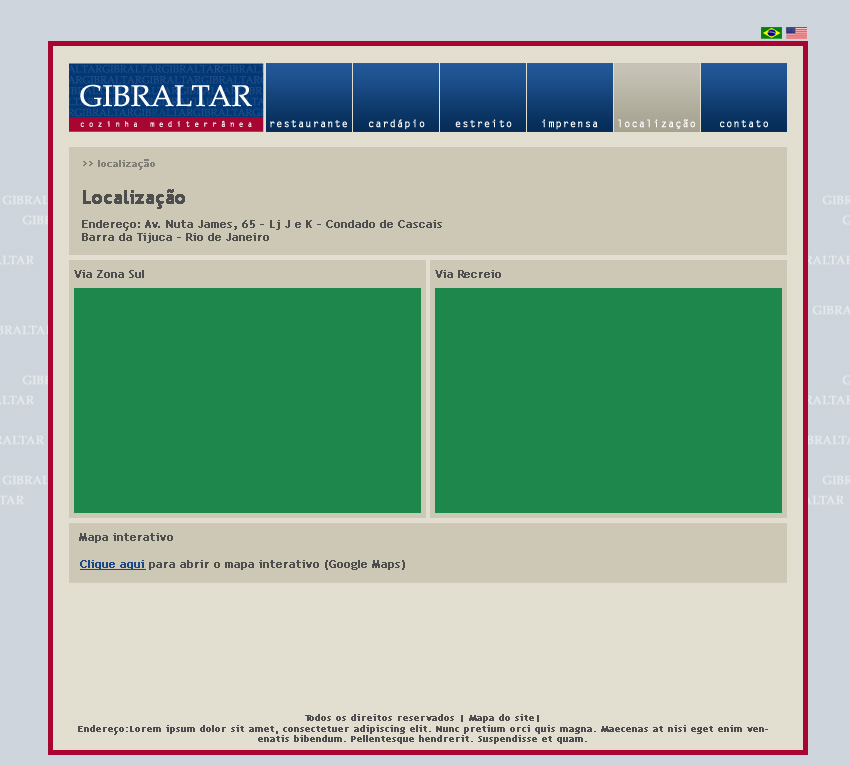 GIBRALTAR
cozinha mediterrânea
restaurante
cardápio
estreito
imprensa
localização
contato
>> localização
Localização
Endereço: Av. Nuta James, 65 - Lj J e K - Condado de Cascais
Barra da Tijuca - Rio de Janeiro
Via Zona Sul
Via Recreio
Mapa interativo
Clique aqui para abrir o mapa interativo (Google Maps)
Todos os direitos reservados | Mapa do site|
Endereço:Lorem ipsum dolor sit amet, consectetuer adipiscing elit. Nunc pretium orci quis magna. Maecenas at nisi eget enim ven-
enatis bibendum. Pellentesque hendrerit. Suspendisse et quam.